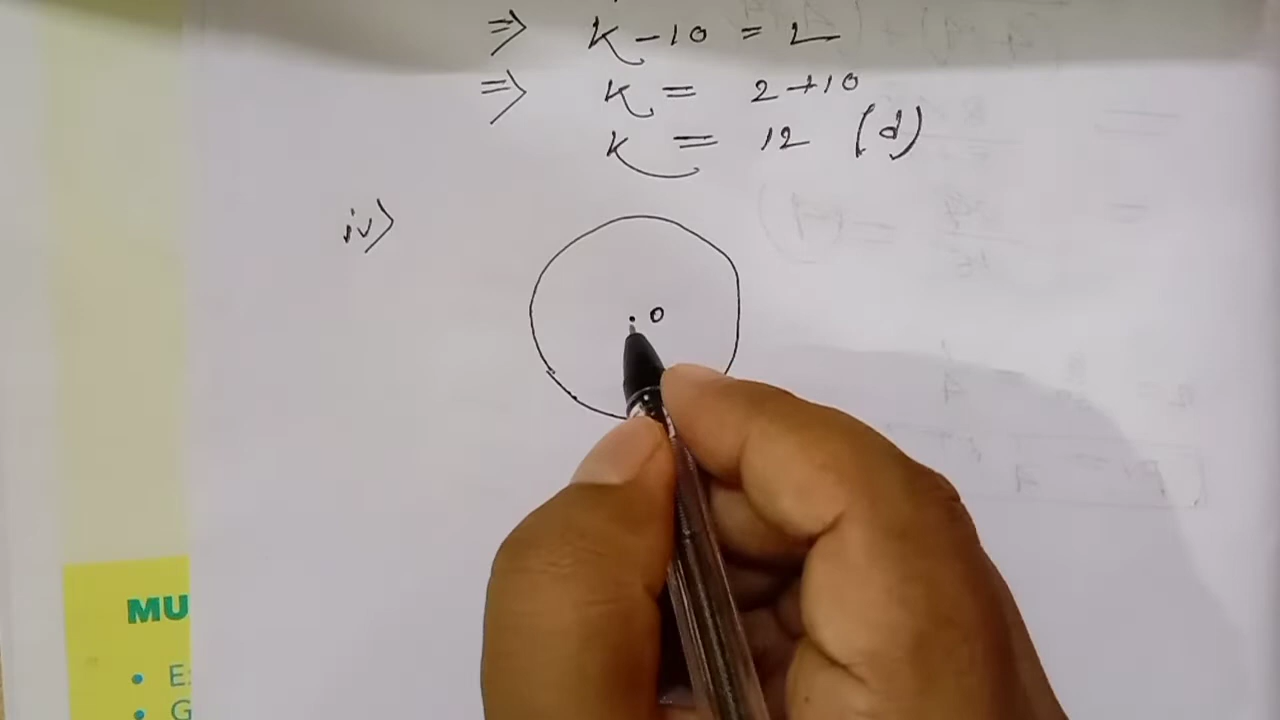 ⇒ K - 10 = 2
⇒ K = 2 + 10
K = 12 (d)
iv)
O
MU
• E
• G